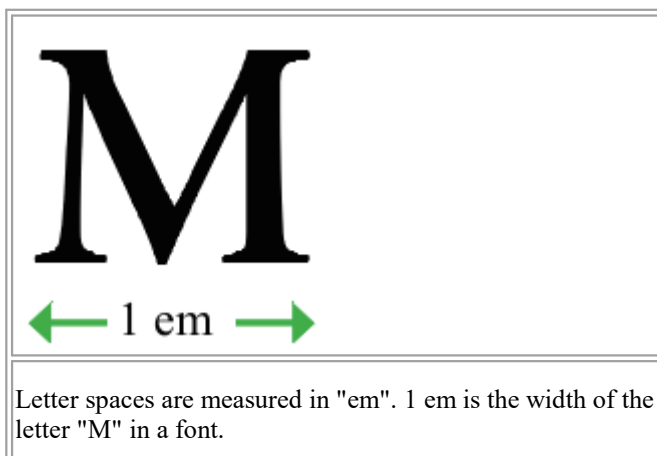 M
1 em
Letter spaces are measured in "em". 1 em is the width of the
letter "M" in a font.